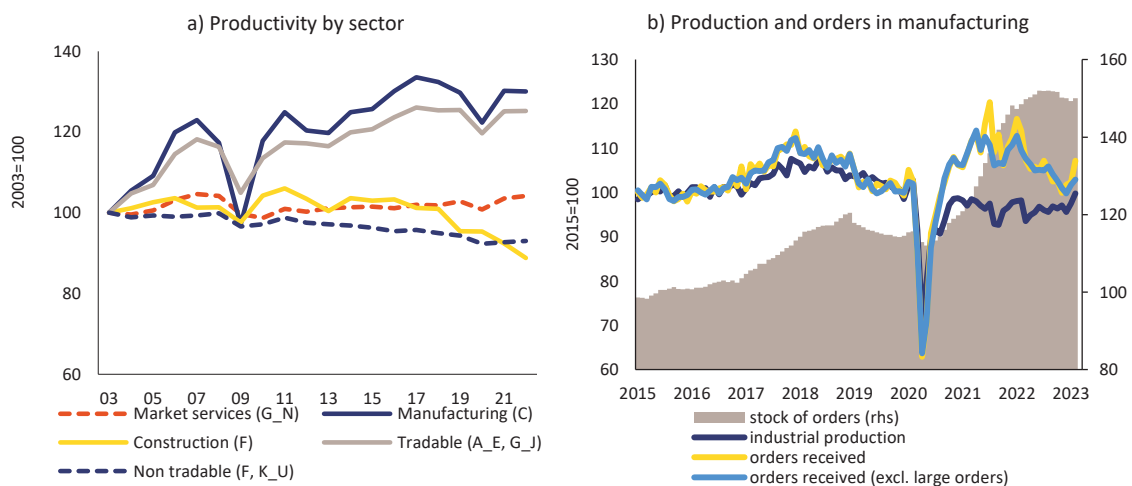 a) Productivity by sector
2003=100
140
120
100
80
60
03 05 07 09 11 13 15 17 19 21
Market services (G_N)
Manufacturing (C)
Construction (F)
Tradable (A_E, G_J)
Non tradable (F, K_U)
b) Production and orders in manufacturing
2015=100
130
120
110
100
90
80
70
60
160
140
120
100
80
2015 2016 2017 2018 2019 2020 2021 2022 2023
stock of orders (rhs)
industrial production
orders received
orders received (excl. large orders)